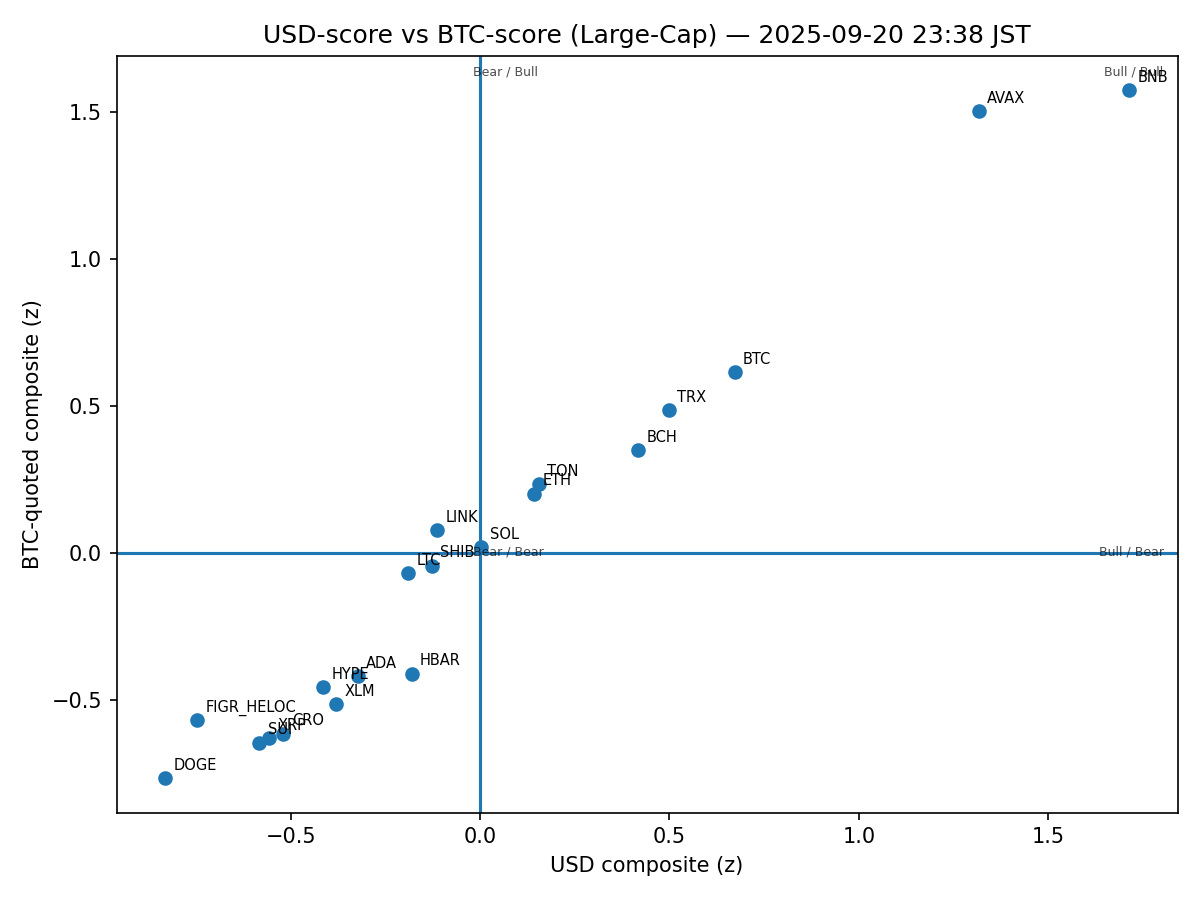 USD-score vs BTC-score (Large-Cap) — 2025-09-20 23:38 JST
Bear / Bull
Bull / Bull
BNB
AVAX
1.5
1.0
BTC
TRX
0.5
BCH
TON
ETH
LINK
SOL
SHIB
Bear / Bear
Bull / Bear
0.0
LTC
HBAR
ADA
HYPE
XLM
−0.5
FIGR_HELOC
CRO
XRP
SUI
DOGE
BTC-quoted composite (z)
−0.5
0.0
0.5
1.0
1.5
USD composite (z)